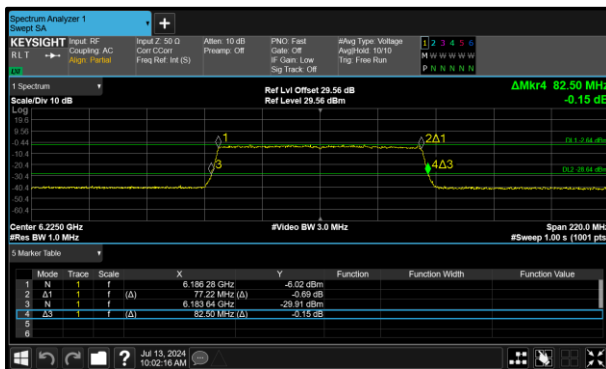 Spectrum Analyzer 1
Swept SA
+
KEYSIGHT Input: RF Input Z: 50 Ω Atten: 10 dB PNO: Fast #Avg Type: Voltage 1 2 3 4 5 6
RLT Coupling: AC Corr CCorr Preamp: Off Gate: Off Avg|Hold: 10/10 M W W W W W
Align: Partial Freq Ref: Int (S) IF Gain: Low Trig: Free Run
Sig Track: Off P N N N N N
1 Spectrum Ref Lvl Offset 29.56 dB ΔMkr4 82.50 MHz
Scale/Div 10 dB Ref Level 29.56 dBm -0.15 dB
Log
19.6
9.56
-0.44 1 2Δ1 DL1 -2.64 dBm
-10.4
-20.4 3 4Δ3 DL2 -28.64 dBm
-30.4
-40.4
-50.4
-60.4
Center 6.2250 GHz #Video BW 3.0 MHz Span 220.0 MHz
#Res BW 1.0 MHz #Sweep 1.00 s (1001 pts)
5 Marker Table
Mode Trace Scale X Y Function Function Width Function Value
1 N 1 f 6.186 28 GHz -6.02 dBm
2 Δ1 1 f (Δ) 77.22 MHz (Δ) -0.69 dB
3 N 1 f 6.183 64 GHz -29.91 dBm
4 Δ3 1 f (Δ) 82.50 MHz (Δ) -0.15 dB
5
6
? Jul 13, 2024
10:02:16 AM